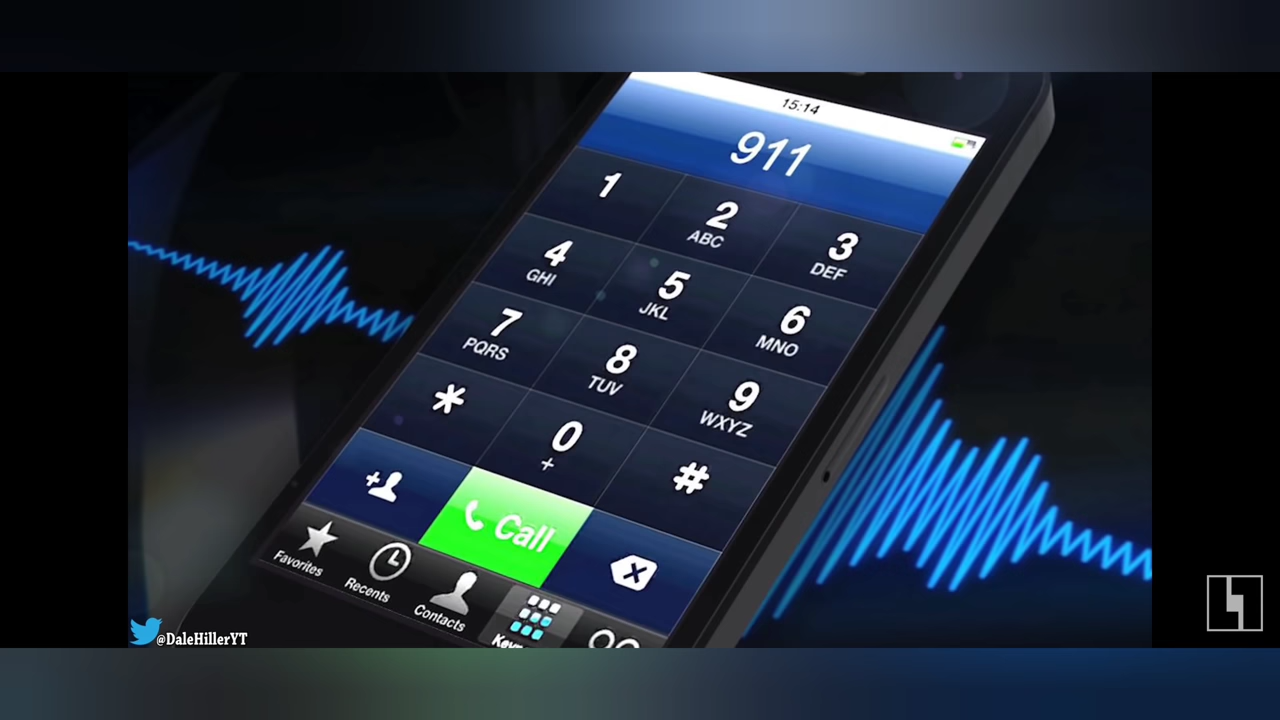 15:14
911
1
2
ABC
3
DEF
4
GHI
5
JKL
6
MNO
7
PQRS
8
TUV
9
WXYZ
*
0
+
#
Call
Favorites
Recents
Contacts
@DaleHillerYT